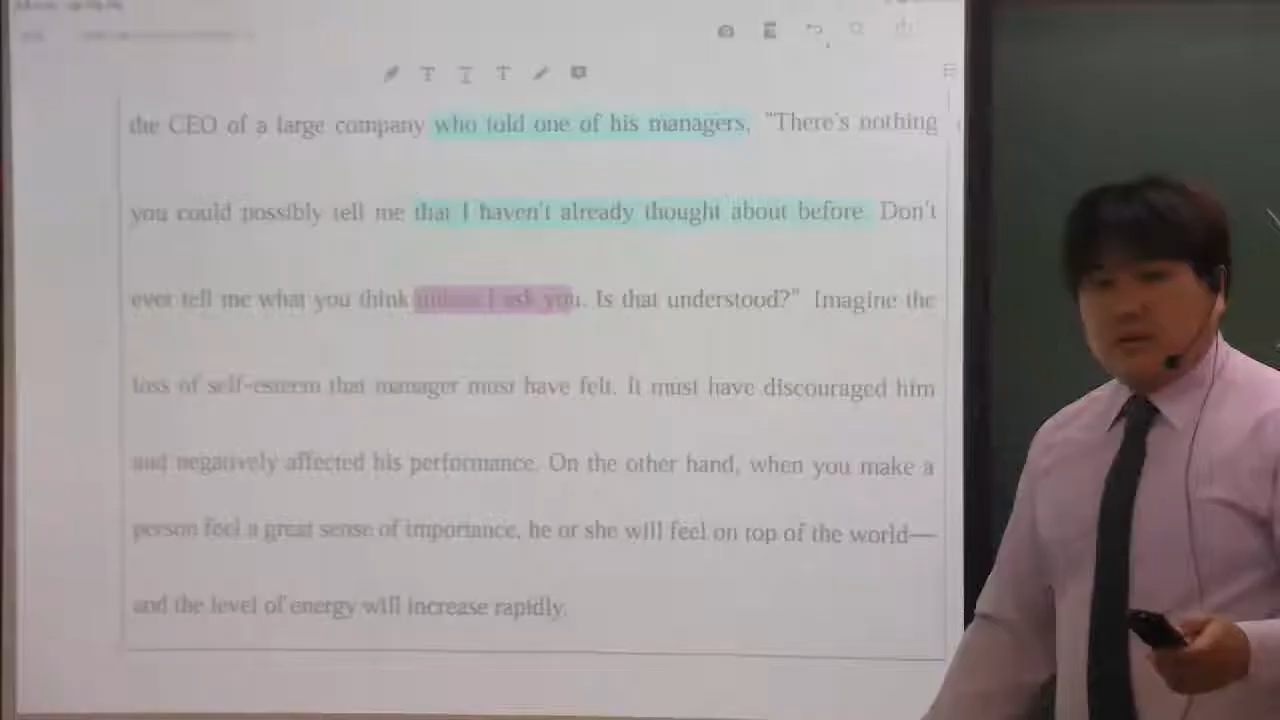 the CEO of a large company who told one of his managers, "There's nothing
you could possibly tell me that I haven't already thought about before. Don't
ever tell me what you think unless I ask you. Is that understood?" Imagine the
loss of self-esteem that manager must have felt. It must have discouraged him
and negatively affected his performance. On the other hand, when you make a
person feel a great sense of importance, he or she will feel on top of the world—
and the level of energy will increase rapidly.